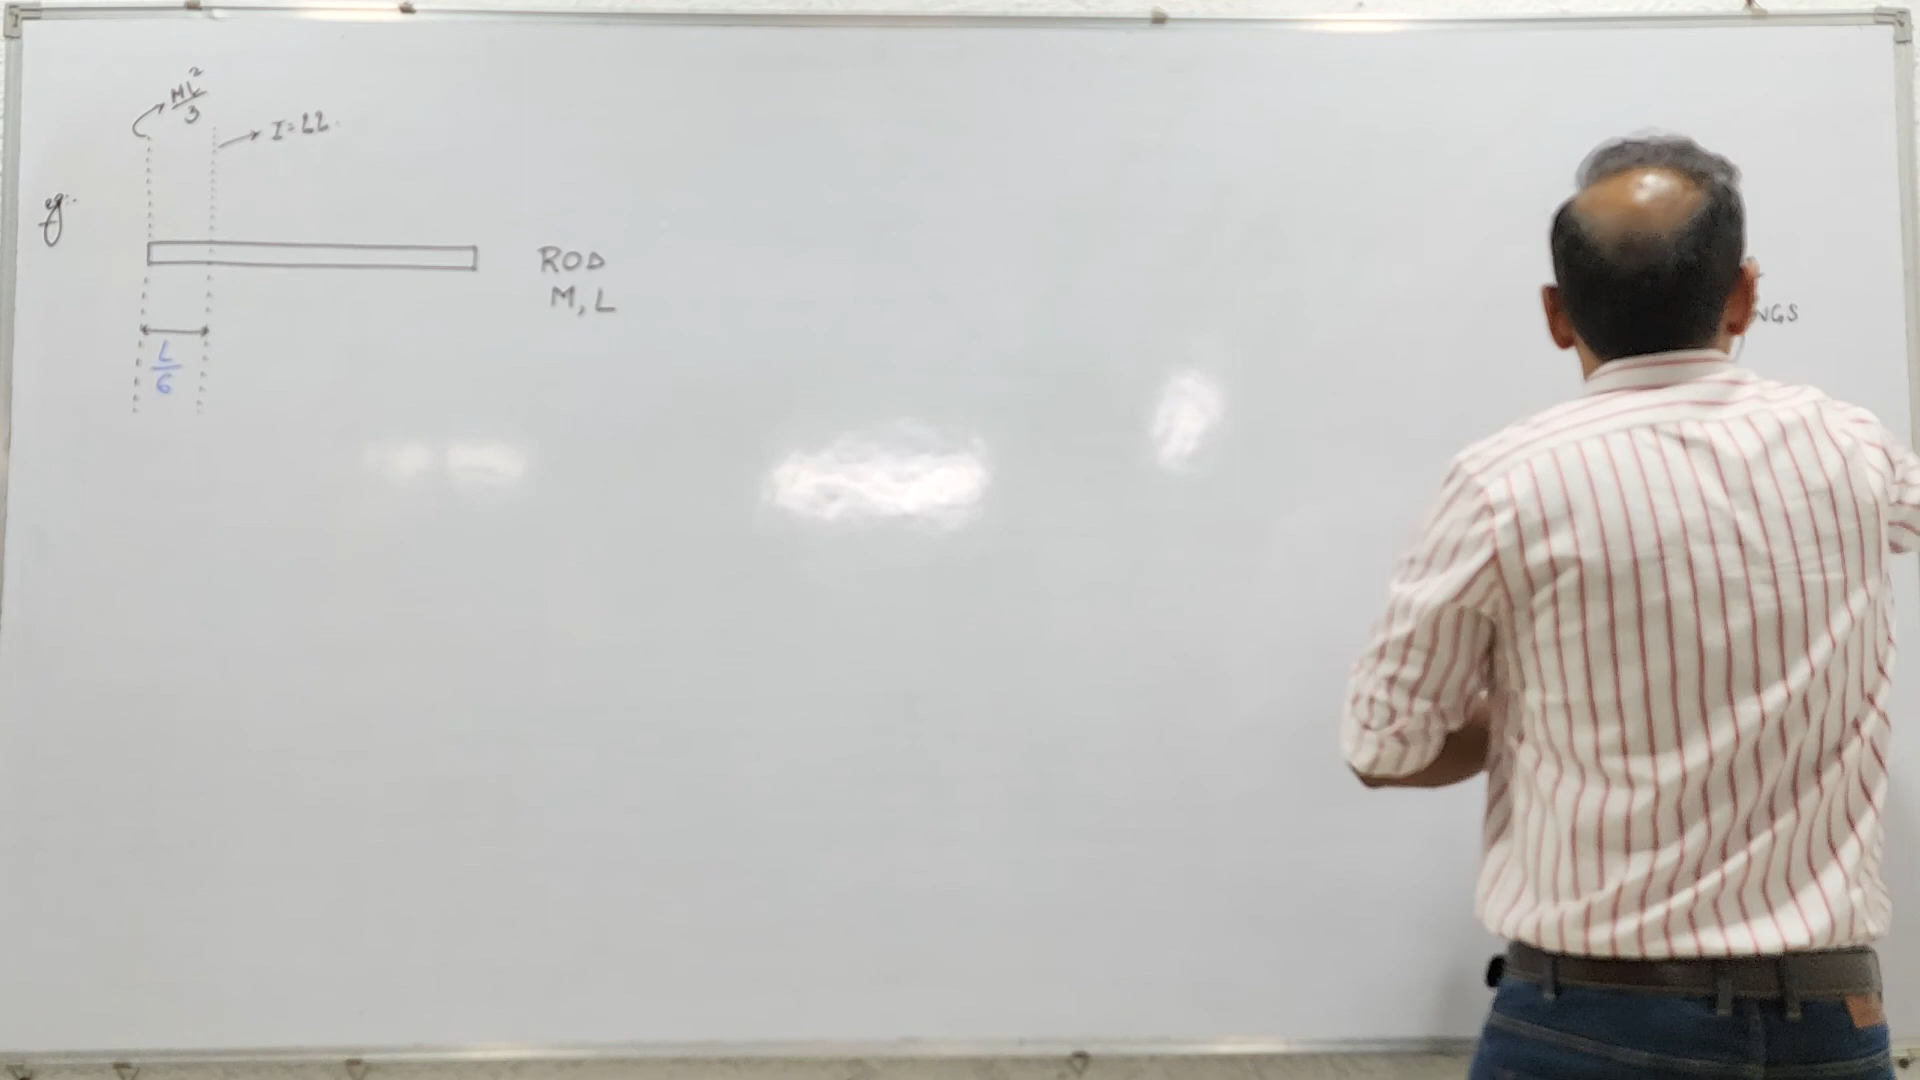 ML²/3
I = ??
eg:
ROD
M, L
L/6
NGS